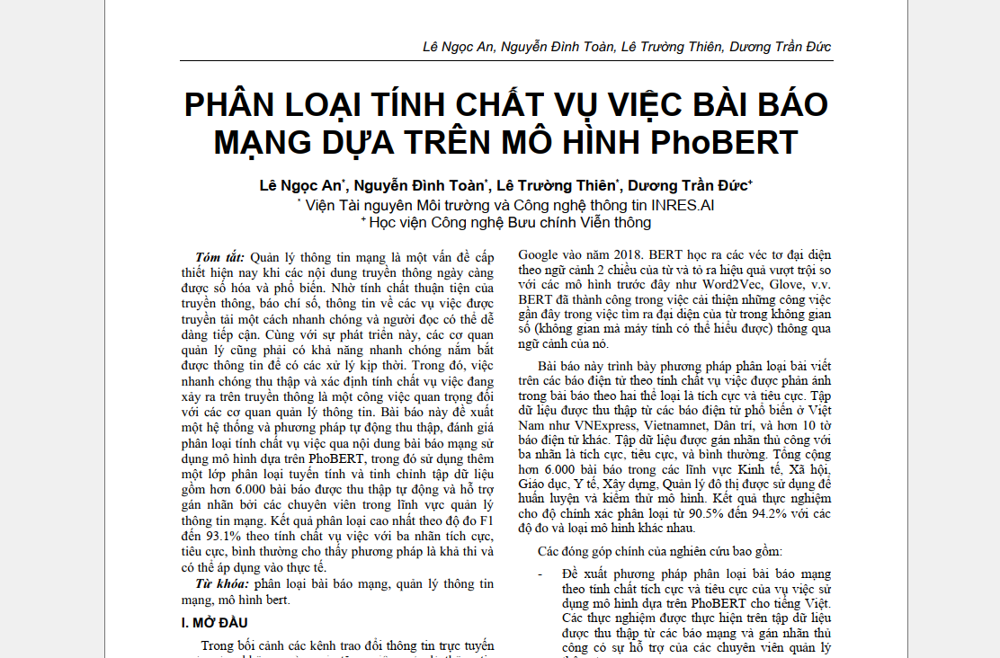 Lê Ngọc An, Nguyễn Đình Toàn, Lê Trường Thiên, Dương Trần Đức
PHÂN LOẠI TÍNH CHẤT VỤ VIỆC BÀI BÁO
MẠNG DỰA TRÊN MÔ HÌNH PhoBERT
Lê Ngọc An*, Nguyễn Đình Toàn*, Lê Trường Thiên*, Dương Trần Đức+
* Viện Tài nguyên Môi trường và Công nghệ thông tin INRES.AI
+ Học viện Công nghệ Bưu chính Viễn thông
Tóm tắt: Quản lý thông tin mạng là một vấn đề cấp
thiết hiện nay khi các nội dung truyền thông ngày càng
được số hóa và phổ biến. Nhờ tính chất thuận tiện của
truyền thông, báo chí số, thông tin về các vụ việc được
truyền tải một cách nhanh chóng và người đọc có thể dễ
dàng tiếp cận. Cùng với sự phát triển này, các cơ quan
quản lý cũng phải có khả năng nhanh chóng nắm bắt
được thông tin để có các xử lý kịp thời. Trong đó, việc
nhanh chóng thu thập và xác định tính chất vụ việc đang
xảy ra trên truyền thông là một công việc quan trọng đối
với các cơ quan quản lý thông tin. Bài báo này đề xuất
một hệ thống và phương pháp tự động thu thập, đánh giá
phân loại tính chất vụ việc qua nội dung bài báo mạng sử
dụng mô hình dựa trên PhoBERT, trong đó sử dụng thêm
một lớp phân loại tuyến tính và tinh chỉnh tập dữ liệu
gồm hơn 6.000 bài báo được thu thập tự động và hỗ trợ
gán nhãn bởi các chuyên viên trong lĩnh vực quản lý
thông tin mạng. Kết quả phân loại cao nhất theo độ đo F1
đến 93.1% theo tính chất vụ việc với ba nhãn tích cực,
tiêu cực, bình thường cho thấy phương pháp là khả thi và
có thể áp dụng vào thực tế.
Từ khóa: phân loại bài báo mạng, quản lý thông tin
mạng, mô hình bert.
I. MỞ ĐẦU
Trong bối cảnh các kênh trao đổi thông tin trực tuyến
Google vào năm 2018. BERT học ra các véc tơ đại diện
theo ngữ cảnh 2 chiều của từ và tỏ ra hiệu quả vượt trội so
với các mô hình trước đây như Word2Vec, Glove, v.v.
BERT đã thành công trong việc cải thiện những công việc
gần đây trong việc tìm ra đại diện của từ trong không gian
số (không gian mà máy tính có thể hiểu được) thông qua
ngữ cảnh của nó.
Bài báo này trình bày phương pháp phân loại bài viết
trên các báo điện tử theo tính chất vụ việc được phản ánh
trong bài báo theo hai thể loại là tích cực và tiêu cực. Tập
dữ liệu được thu thập từ các báo điện tử phổ biến ở Việt
Nam như VNExpress, Vietnamnet, Dân trí, và hơn 10 tờ
báo điện tử khác. Tập dữ liệu được gán nhãn thủ công với
ba nhãn là tích cực, tiêu cực, và bình thường. Tổng cộng
hơn 6.000 bài báo trong các lĩnh vực Kinh tế, Xã hội,
Giáo dục, Y tế, Xây dựng, Quản lý đô thị được sử dụng để
huấn luyện và kiểm thử mô hình. Kết quả thực nghiệm
cho độ chính xác phân loại từ 90.5% đến 94.2% với các
độ đo và loại mô hình khác nhau.
Các đóng góp chính của nghiên cứu bao gồm:
- Đề xuất phương pháp phân loại bài báo mạng
theo tính chất tích cực và tiêu cực của vụ việc sử
dụng mô hình dựa trên PhoBERT cho tiếng Việt.
Các thực nghiệm được thực hiện trên tập dữ liệu
được thu thập từ các báo mạng và gán nhãn thủ
công có sự hỗ trợ của các chuyên viên quản lý